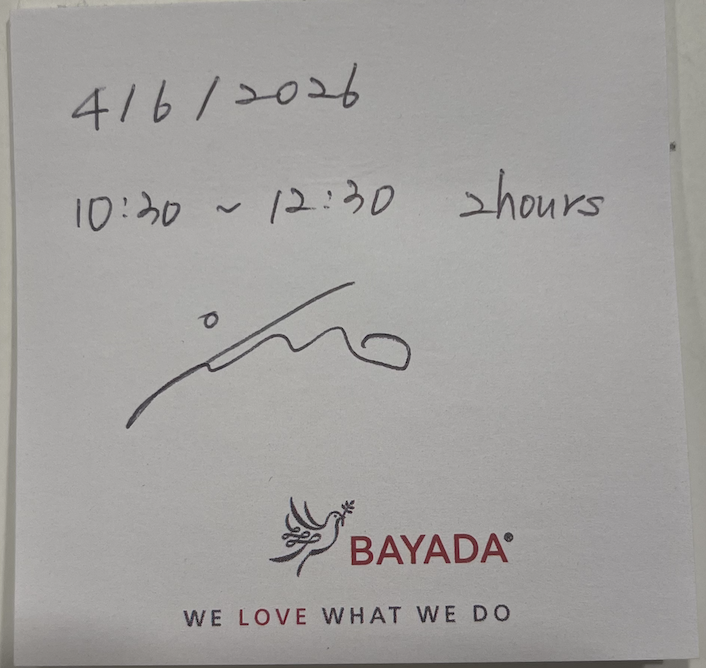 4/6/2026
10:30 ~ 12:30 2hours
BAYADA®
WE LOVE WHAT WE DO